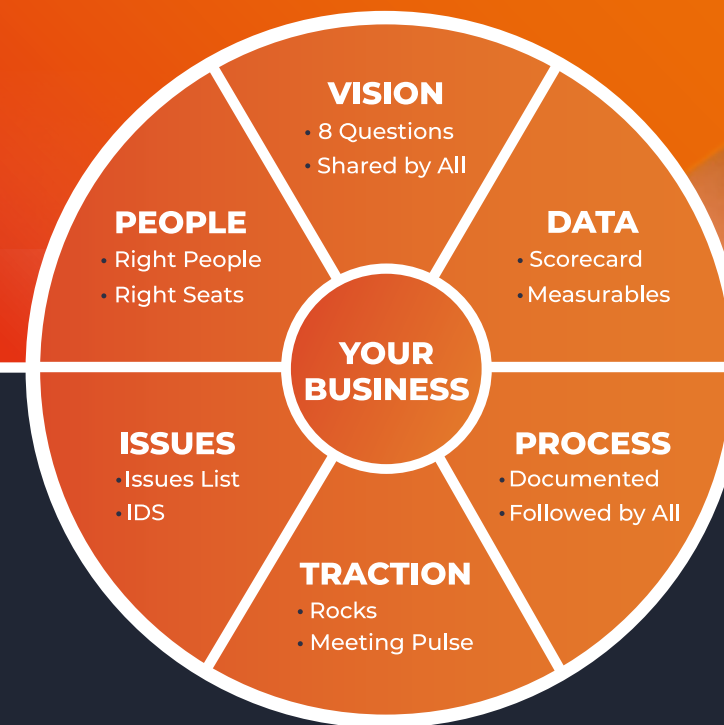 VISION
• 8 Questions
• Shared by All
PEOPLE
• Right People
• Right Seats
DATA
• Scorecard
• Measurables
YOUR
BUSINESS
ISSUES
• Issues List
• IDS
PROCESS
• Documented
• Followed by All
TRACTION
• Rocks
• Meeting Pulse